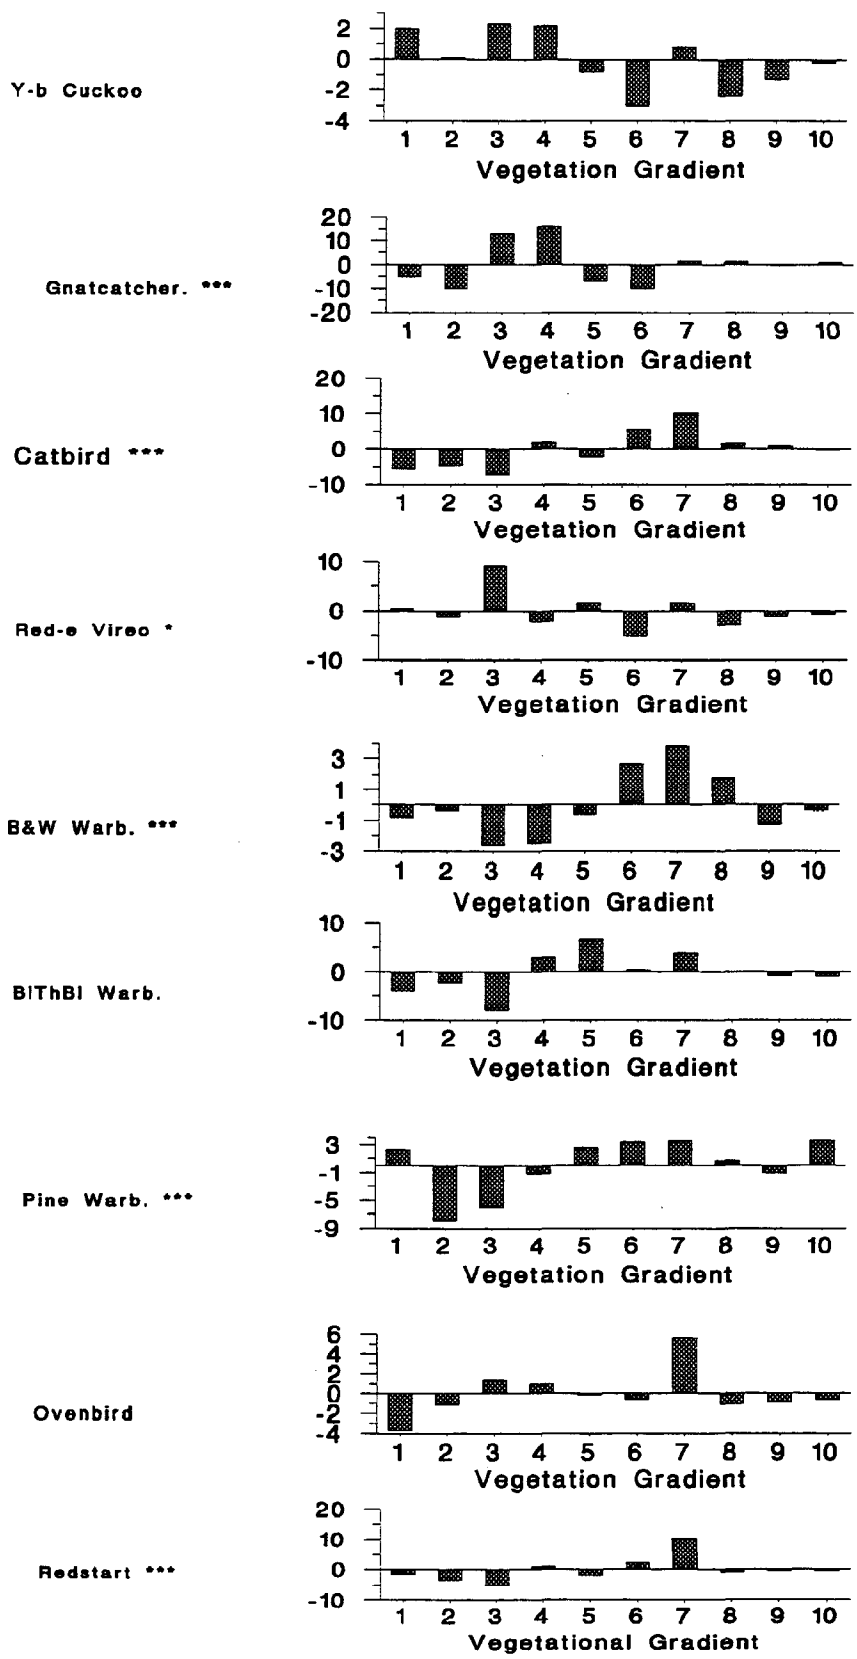 2
0
-2
-4
Y-b Cuckoo
1 2 3 4 5 6 7 8 9 10
Vegetation Gradient
20
10
0
-10
-20
Gnatcatcher. ***
1 2 3 4 5 6 7 8 9 10
Vegetation Gradient
20
10
0
-10
Catbird ***
1 2 3 4 5 6 7 8 9 10
Vegetation Gradient
10
0
-10
Red-e Vireo *
1 2 3 4 5 6 7 8 9 10
Vegetation Gradient
3
1
-1
-3
B&W Warb. ***
1 2 3 4 5 6 7 8 9 10
Vegetation Gradient
10
0
-10
BlThBl Warb.
1 2 3 4 5 6 7 8 9 10
Vegetation Gradient
3
-1
-5
-9
Pine Warb. ***
1 2 3 4 5 6 7 8 9 10
Vegetation Gradient
6
4
2
0
-2
-4
Ovenbird
1 2 3 4 5 6 7 8 9 10
Vegetation Gradient
20
10
0
-10
Redstart ***
1 2 3 4 5 6 7 8 9 10
Vegetational Gradient